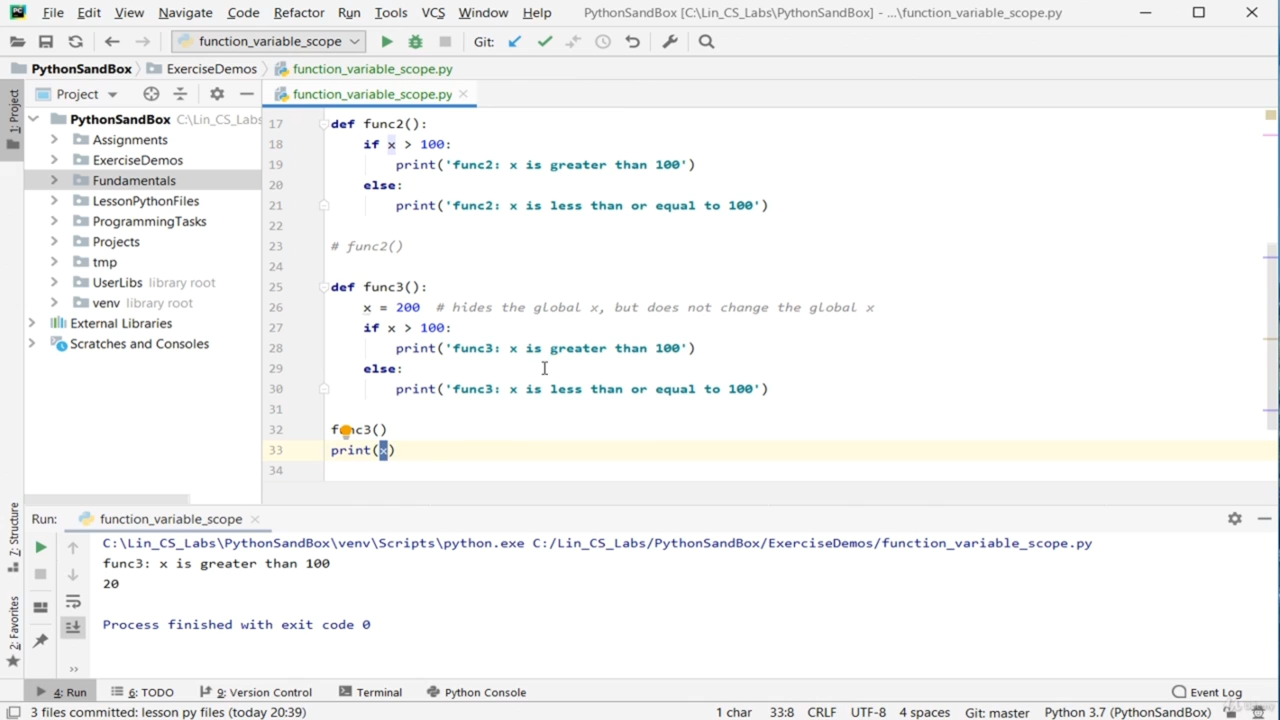 File Edit View Navigate Code Refactor Run Tools VCS Window Help PythonSandBox [C:\Lin_CS_Labs\PythonSandBox] - ...\function_variable_scope.py
function_variable_scope Git:
PythonSandBox ExerciseDemos function_variable_scope.py
1: Project
Project function_variable_scope.py
PythonSandBox C:\Lin_CS_Labs
Assignments
ExerciseDemos
Fundamentals
LessonPythonFiles
ProgrammingTasks
Projects
tmp
UserLibs library root
venv library root
External Libraries
Scratches and Consoles
17 def func2():
18 if x > 100:
19 print('func2: x is greater than 100')
20 else:
21 print('func2: x is less than or equal to 100')
22
23 # func2()
24
25 def func3():
26 x = 200 # hides the global x, but does not change the global x
27 if x > 100:
28 print('func3: x is greater than 100')
29 else:
30 print('func3: x is less than or equal to 100')
31
32 func3()
33 print(x)
34
7: Structure
2: Favorites
Run: function_variable_scope
C:\Lin_CS_Labs\PythonSandBox\venv\Scripts\python.exe C:/Lin_CS_Labs/PythonSandBox/ExerciseDemos/function_variable_scope.py
func3: x is greater than 100
20
Process finished with exit code 0
4: Run 6: TODO 9: Version Control Terminal Python Console Event Log
3 files committed: lesson py files (today 20:39) 1 char 33:8 CRLF UTF-8 4 spaces Git: master Python 3.7 (PythonSandBox)